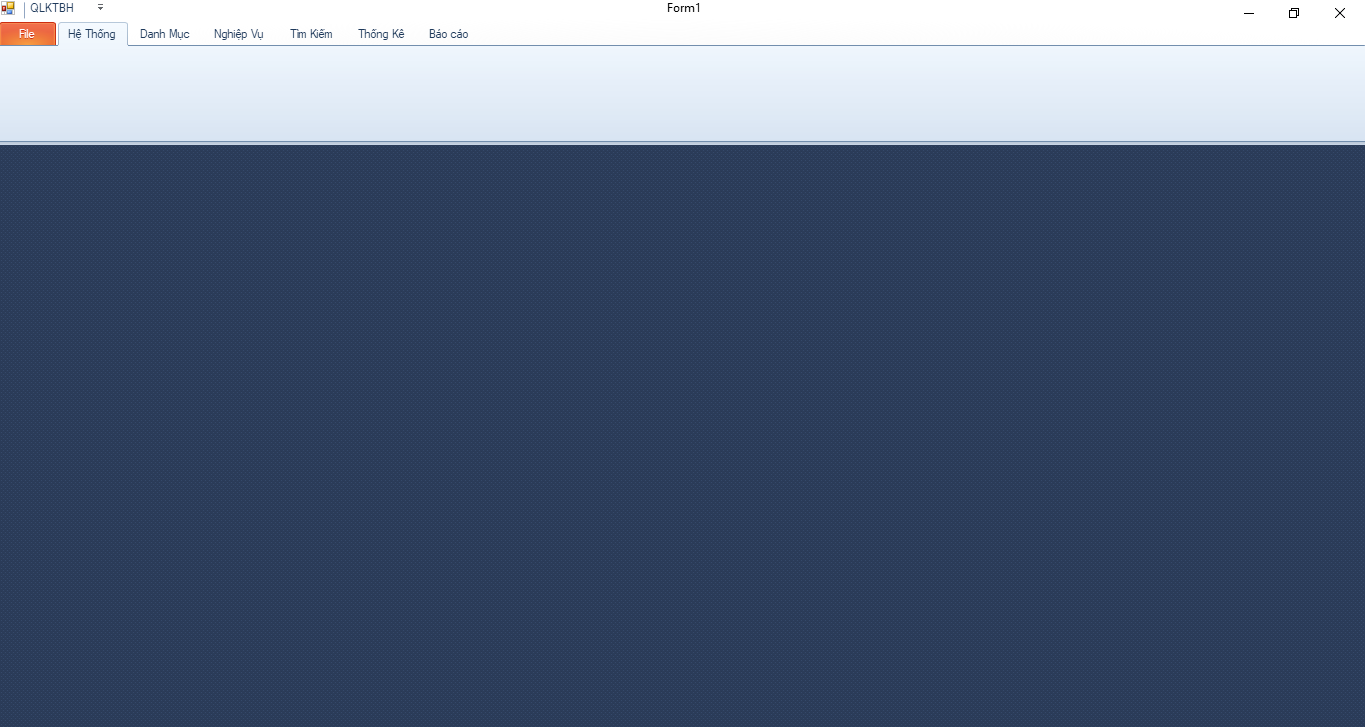 QLKTBH
Form1
File Hệ Thống Danh Mục Nghiệp Vụ Tìm Kiếm Thống Kê Báo cáo